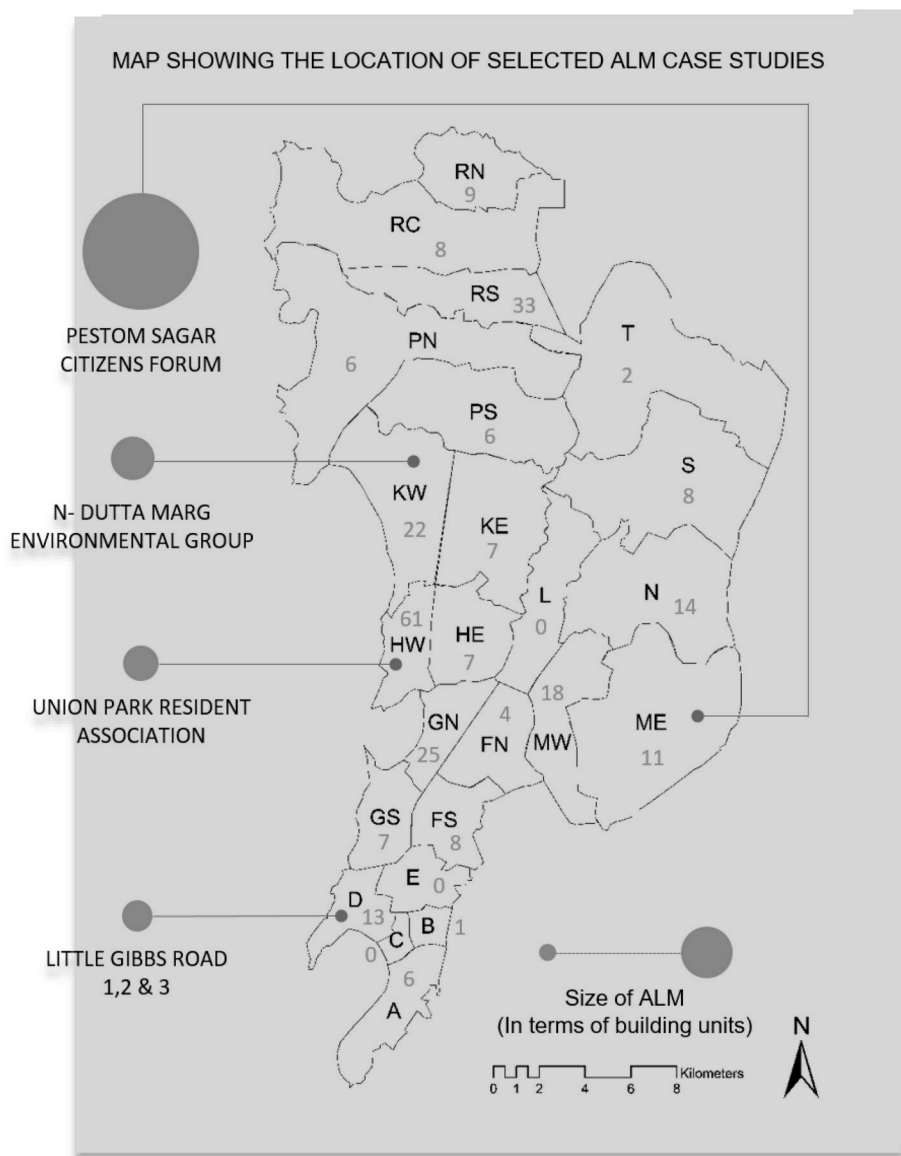 MAP SHOWING THE LOCATION OF SELECTED ALM CASE STUDIES
RN
9
RC
8
RS
33
PN
6
T
2
PS
6
S
8
KW
22
KE
7
L
0
N
14
61
HW
HE
7
18
MW
ME
11
GN
25
4
FN
GS
7
FS
8
E
0
D
13
C
0
B
1
6
A
PESTOM SAGAR
CITIZENS FORUM
N- DUTTA MARG
ENVIRONMENTAL GROUP
UNION PARK RESIDENT
ASSOCIATION
LITTLE GIBBS ROAD
1,2 & 3
Size of ALM
(In terms of building units)
N
Kilometers
0 1 2 4 6 8